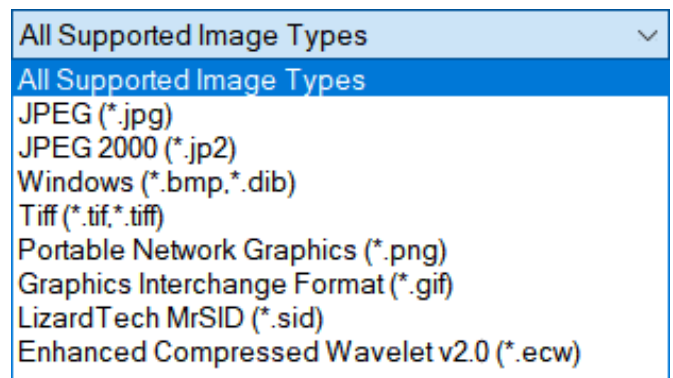 All Supported Image Types
All Supported Image Types
JPEG (*.jpg)
JPEG 2000 (*.jp2)
Windows (*.bmp,*.dib)
Tiff (*.tif,*.tiff)
Portable Network Graphics (*.png)
Graphics Interchange Format (*.gif)
LizardTech MrSID (*.sid)
Enhanced Compressed Wavelet v2.0 (*.ecw)